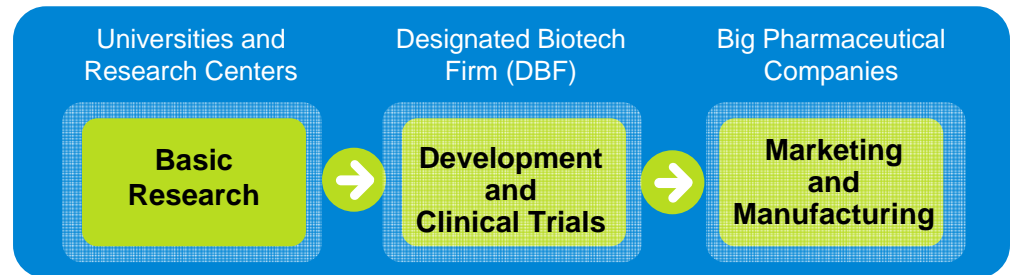 Universities and
Research Centers
Designated Biotech
Firm (DBF)
Big Pharmaceutical
Companies
Basic
Research
Development
and
Clinical Trials
Marketing
and
Manufacturing